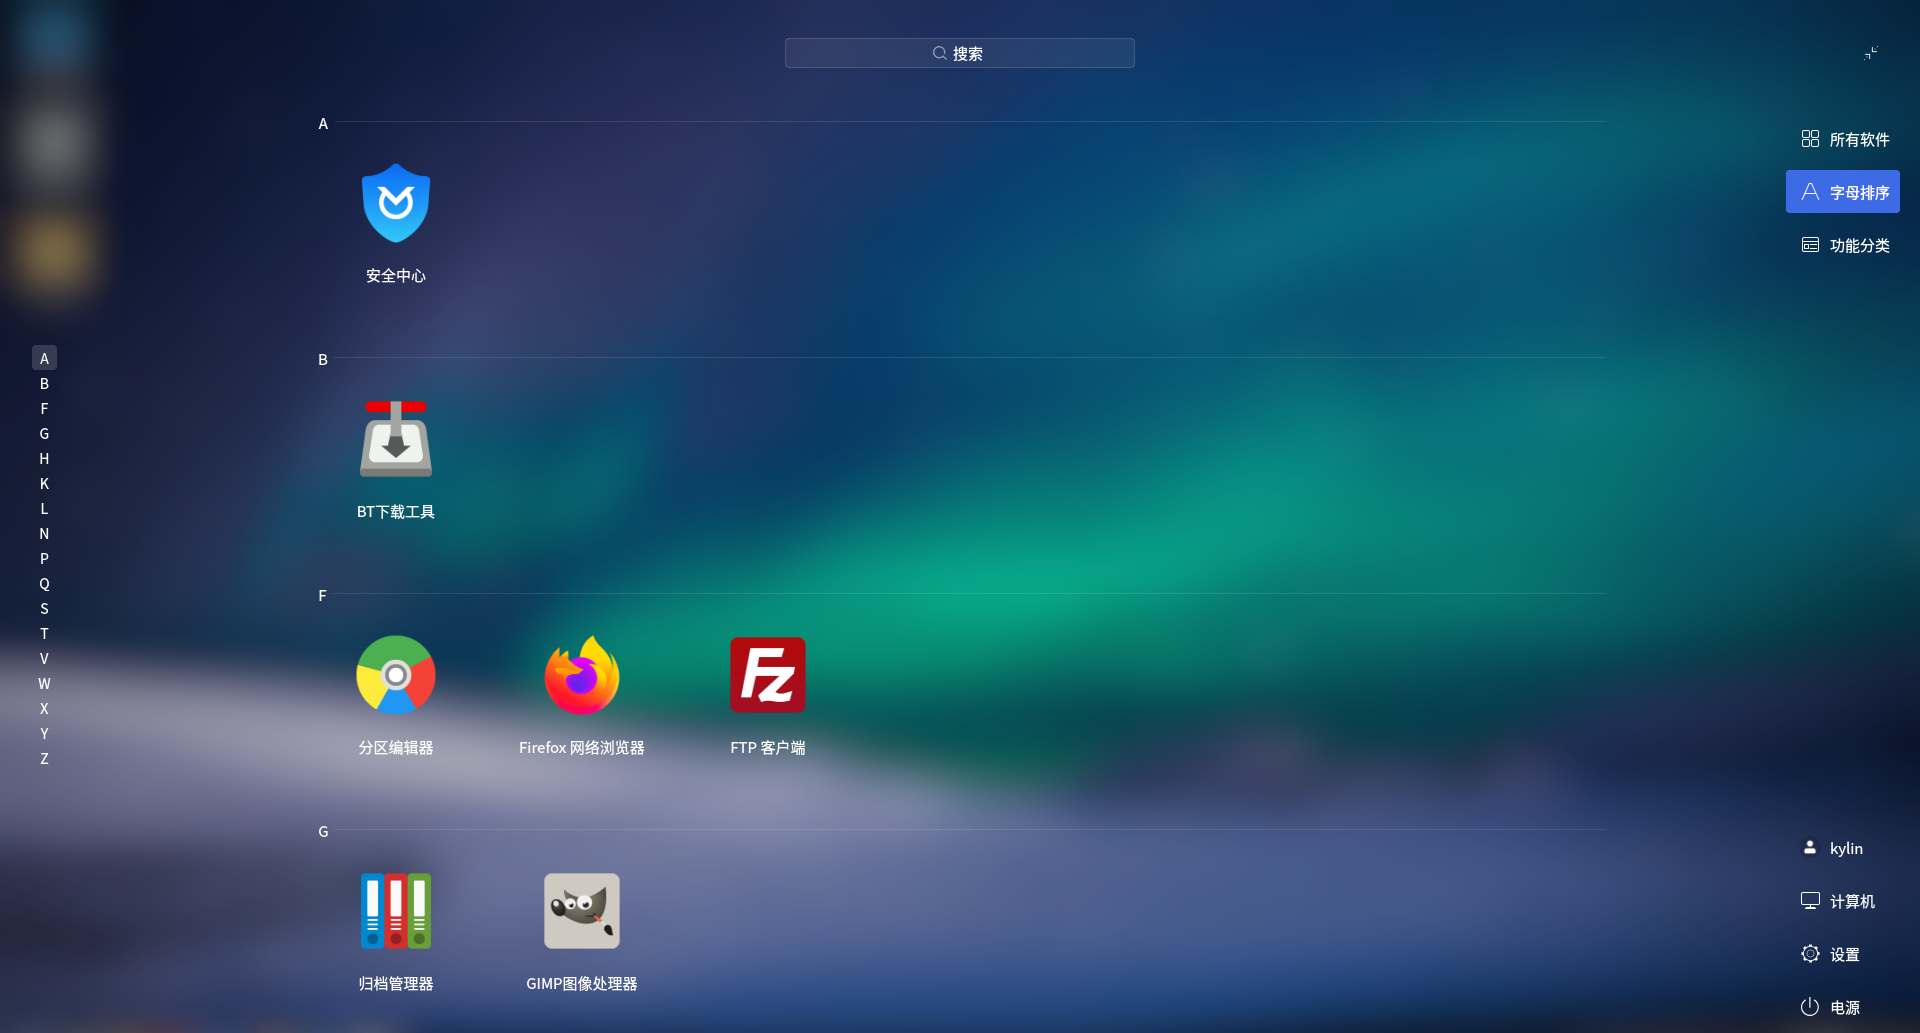 搜索
所有软件
字母排序
功能分类
A
安全中心
B
BT下载工具
F
分区编辑器
Firefox 网络浏览器
FTP 客户端
G
归档管理器
GIMP图像处理器
A
B
F
G
H
K
L
N
P
Q
S
T
V
W
X
Y
Z
kylin
计算机
设置
电源